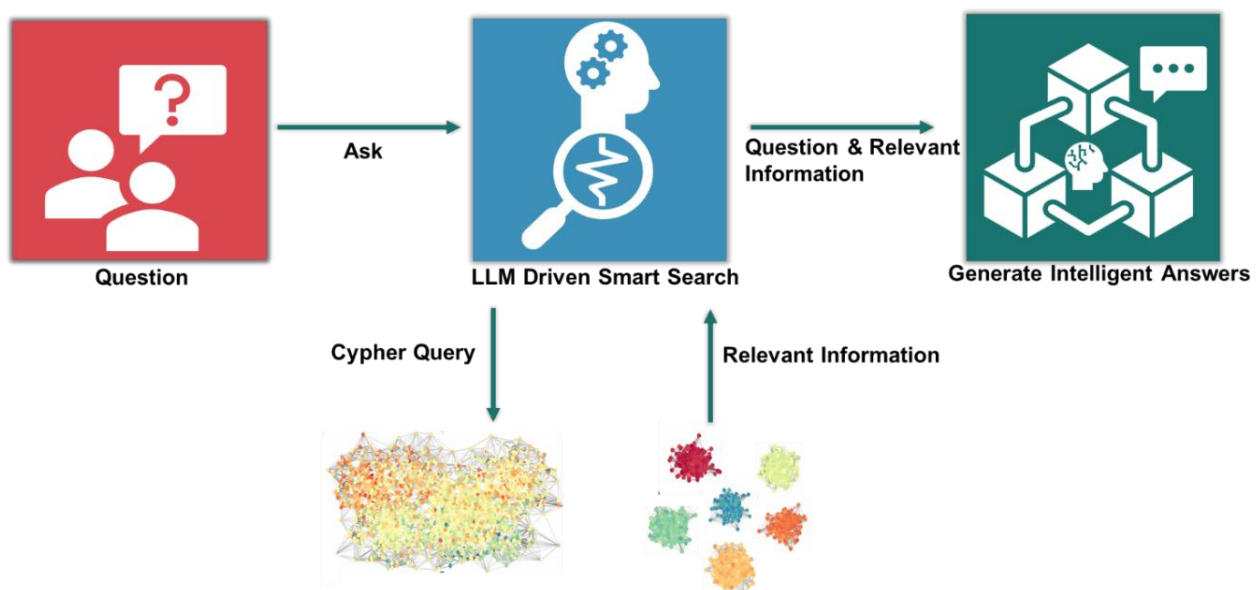 ?
Ask
Question & Relevant
Information
Question
LLM Driven Smart Search
Generate Intelligent Answers
Cypher Query
Relevant Information